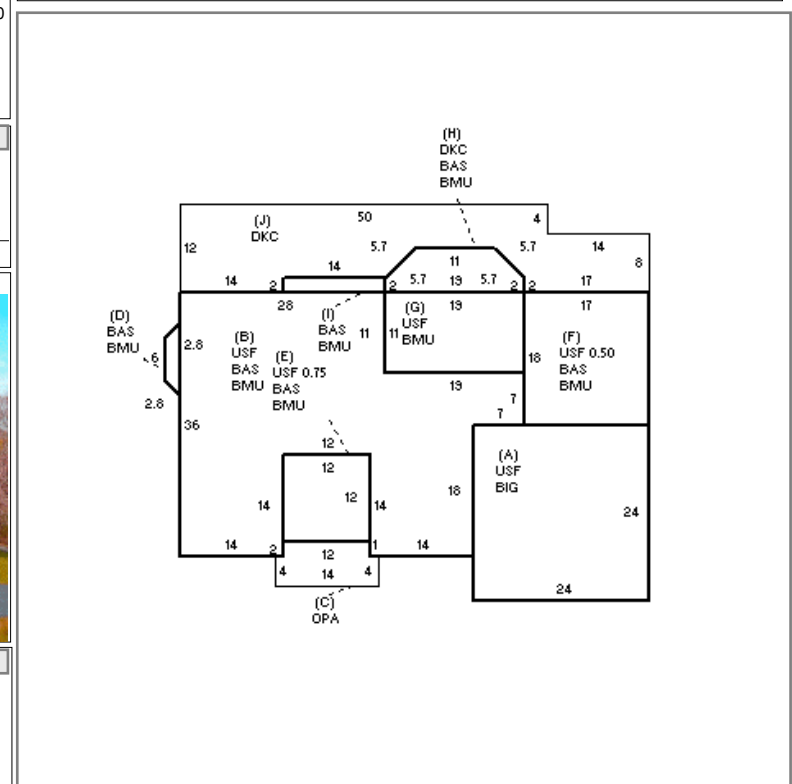 (H)
DKC
BAS
BMU
(J)
DKC
50
4
12
5.7
5.7
14
8
14
11
14
2
2
5.7
19
5.7
2
2
17
28
19
17
(D)
BAS
BMU
6
2.8
2.8
36
(B)
USF
BAS
BMU
(E)
USF 0.75
BAS
BMU
(I)
BAS
BMU
11
11
(G)
USF
BMU
19
18
(F)
USF 0.50
BAS
BMU
7
7
12
12
12
14
14
18
(A)
USF
BIG
24
24
14
2
12
1
14
4
14
4
(C)
OPA